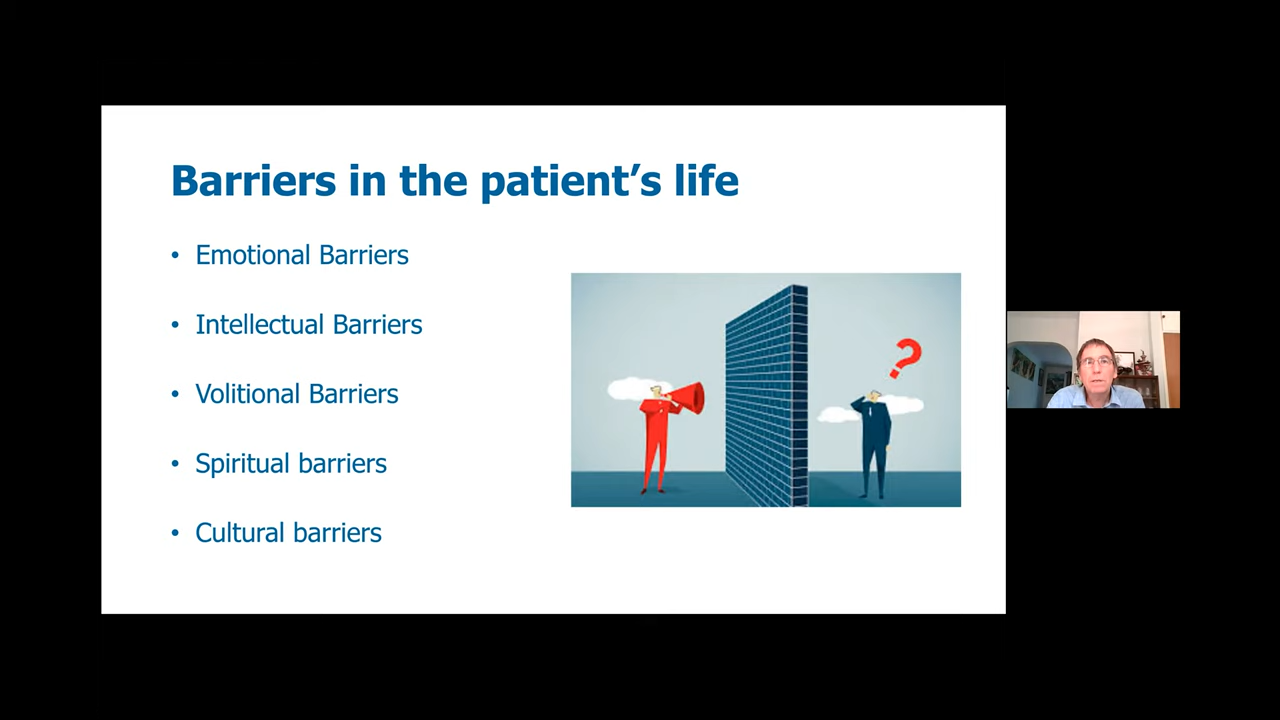 Barriers in the patient’s life
• Emotional Barriers
• Intellectual Barriers
• Volitional Barriers
• Spiritual barriers
• Cultural barriers
?